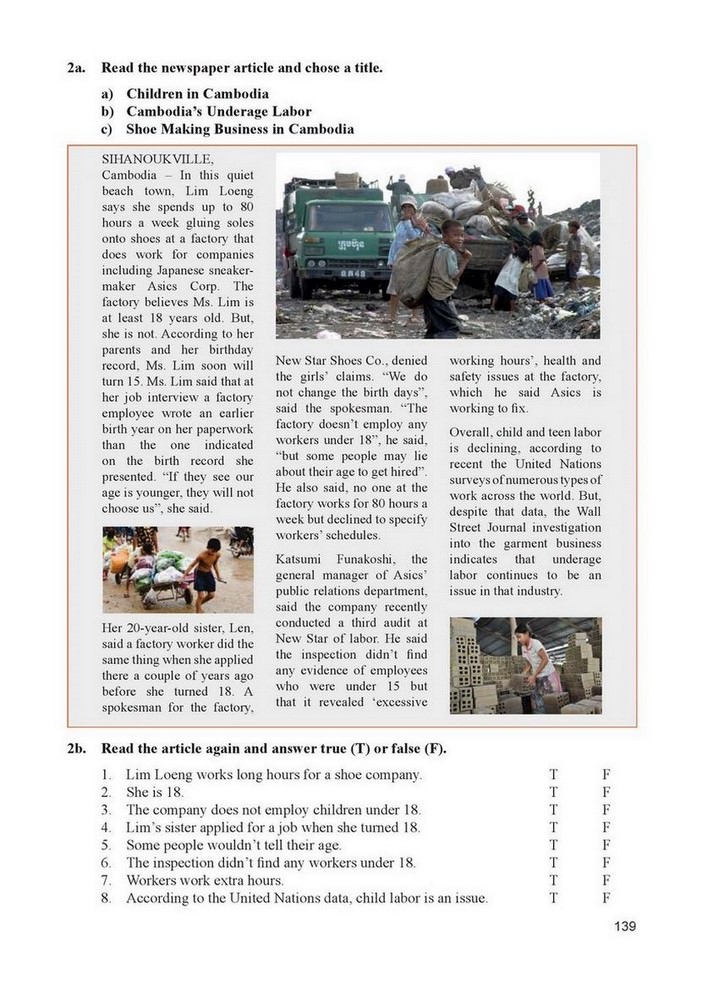 2a. Read the newspaper article and chose a title.
a) Children in Cambodia
b) Cambodia's Underage Labor
c) Shoe Making Business in Cambodia
SIHANOUKVILLE,
Cambodia – In this quiet
beach town, Lim Loeng
says she spends up to 80
hours a week gluing soles
onto shoes at a factory that
does work for companies
including Japanese sneaker-
maker Asics Corp. The
factory believes Ms. Lim is
at least 18 years old. But,
she is not. According to her
parents and her birthday
record, Ms. Lim soon will
turn 15. Ms. Lim said that at
her job interview a factory
employee wrote an earlier
birth year on her paperwork
than the one indicated
on the birth record she
presented. “If they see our
age is younger, they will not
choose us”, she said.
Her 20-year-old sister, Len,
said a factory worker did the
same thing when she applied
there a couple of years ago
before she turned 18. A
spokesman for the factory,
New Star Shoes Co., denied
the girls’ claims. “We do
not change the birth days”,
said the spokesman. “The
factory doesn’t employ any
workers under 18”, he said,
“but some people may lie
about their age to get hired”.
He also said, no one at the
factory works for 80 hours a
week but declined to specify
workers’ schedules.
Katsumi Funakoshi, the
general manager of Asics’
public relations department,
said the company recently
conducted a third audit at
New Star of labor. He said
the inspection didn’t find
any evidence of employees
who were under 15 but
that it revealed ‘excessive
working hours’, health and
safety issues at the factory,
which he said Asics is
working to fix.
Overall, child and teen labor
is declining, according to
recent the United Nations
surveys of numerous types of
work across the world. But,
despite that data, the Wall
Street Journal investigation
into the garment business
indicates that underage
labor continues to be an
issue in that industry.
2b. Read the article again and answer true (T) or false (F).
1. Lim Loeng works long hours for a shoe company. T F
2. She is 18. T F
3. The company does not employ children under 18. T F
4. Lim’s sister applied for a job when she turned 18. T F
5. Some people wouldn’t tell their age. T F
6. The inspection didn’t find any workers under 18. T F
7. Workers work extra hours. T F
8. According to the United Nations data, child labor is an issue. T F
139